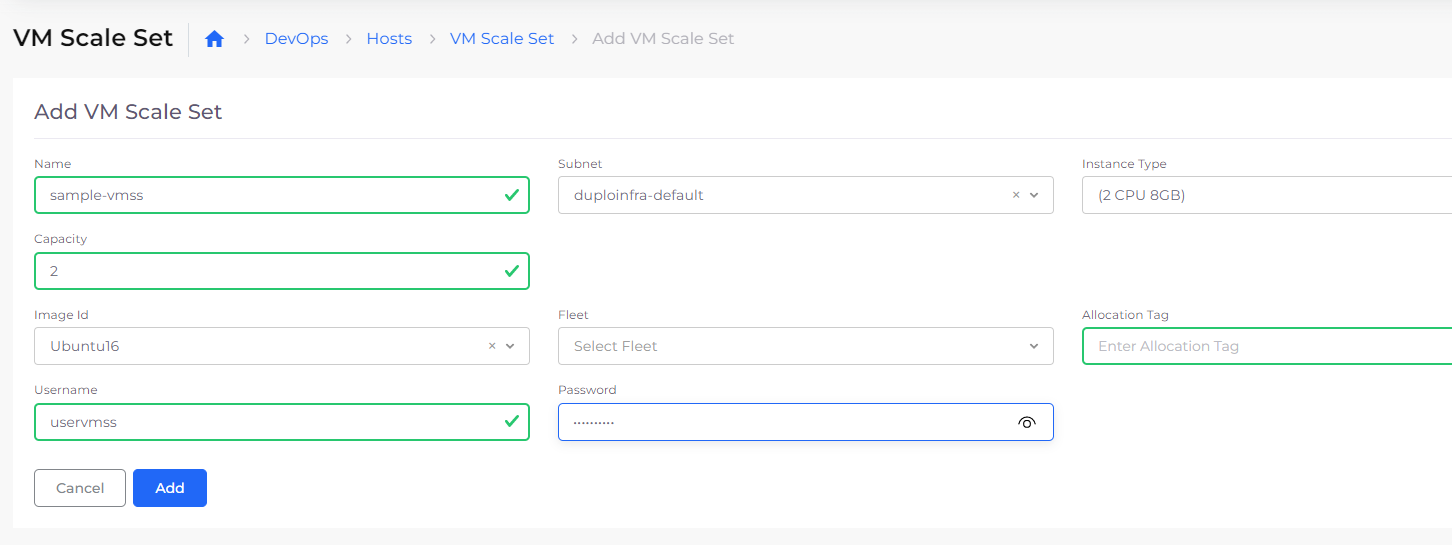 VM Scale Set DevOps Hosts VM Scale Set Add VM Scale Set
Add VM Scale Set
Name Subnet Instance Type
sample-vmss duploinfra-default (2 CPU 8GB)
Capacity
2
Image Id Fleet Allocation Tag
Ubuntu16 Select Fleet Enter Allocation Tag
Username Password
uservmss ··········
Cancel Add